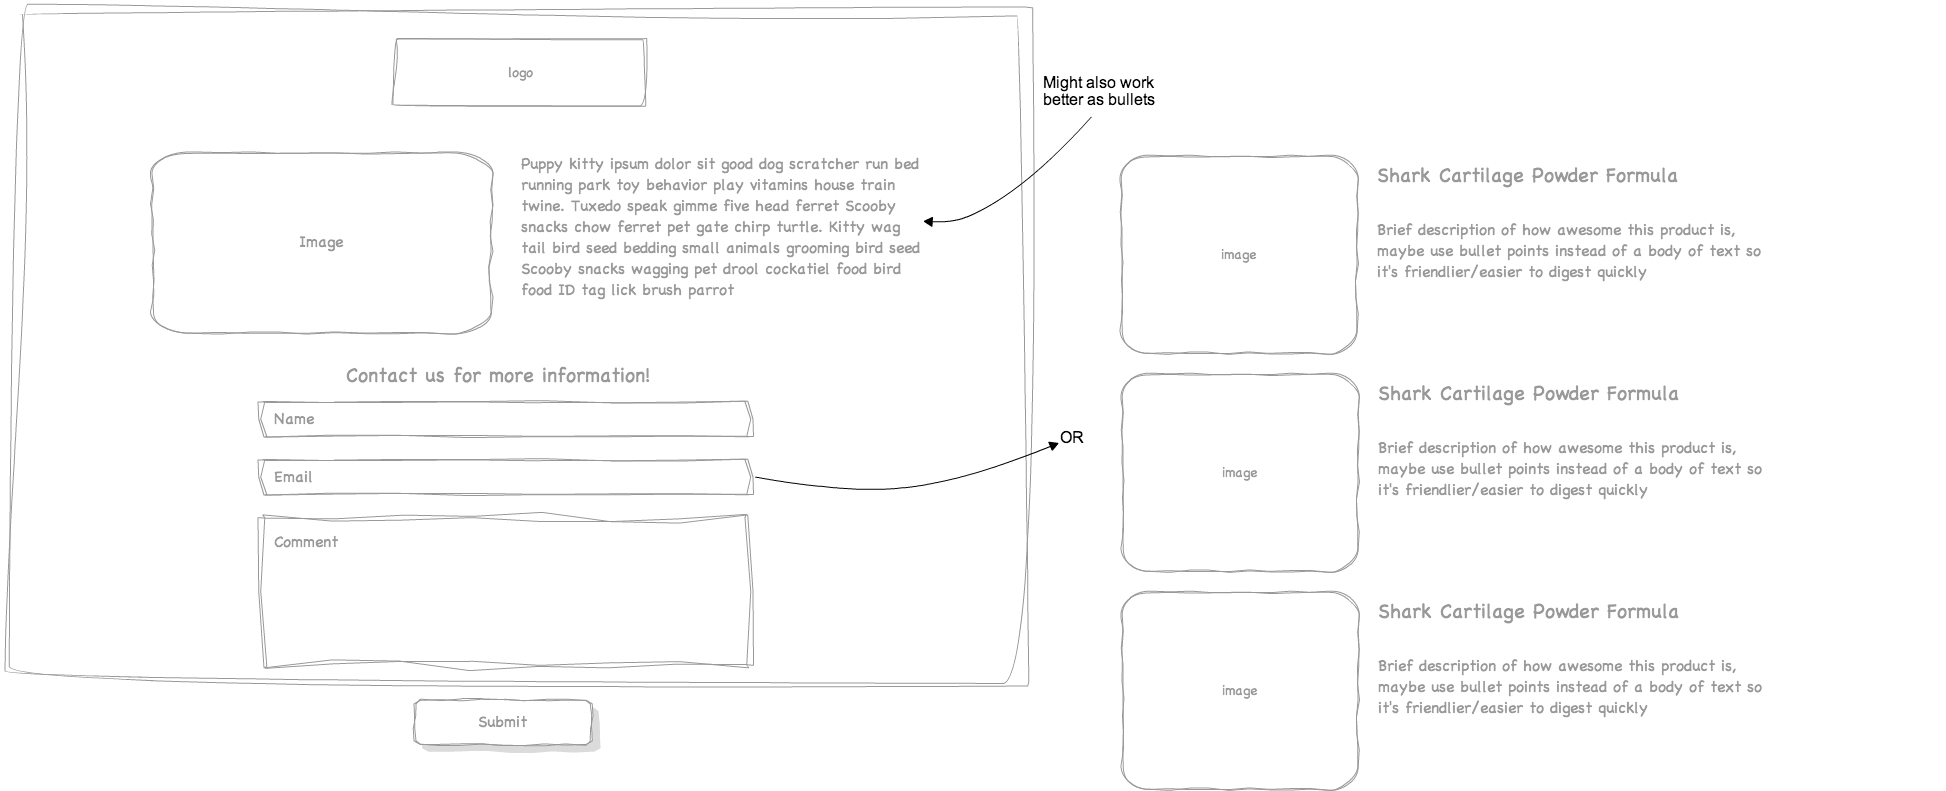 logo
Might also work
better as bullets
Image
Puppy kitty ipsum dolor sit good dog scratcher run bed
running park toy behavior play vitamins house train
twine. Tuxedo speak gimme five head ferret Scooby
snacks chow ferret pet gate chirp turtle. Kitty wag
tail bird seed bedding small animals grooming bird seed
Scooby snacks wagging pet drool cockatiel food bird
food ID tag lick brush parrot
Contact us for more information!
Name
Email
Comment
Submit
OR
image
Shark Cartilage Powder Formula
Brief description of how awesome this product is,
maybe use bullet points instead of a body of text so
it's friendlier/easier to digest quickly
image
Shark Cartilage Powder Formula
Brief description of how awesome this product is,
maybe use bullet points instead of a body of text so
it's friendlier/easier to digest quickly
image
Shark Cartilage Powder Formula
Brief description of how awesome this product is,
maybe use bullet points instead of a body of text so
it's friendlier/easier to digest quickly